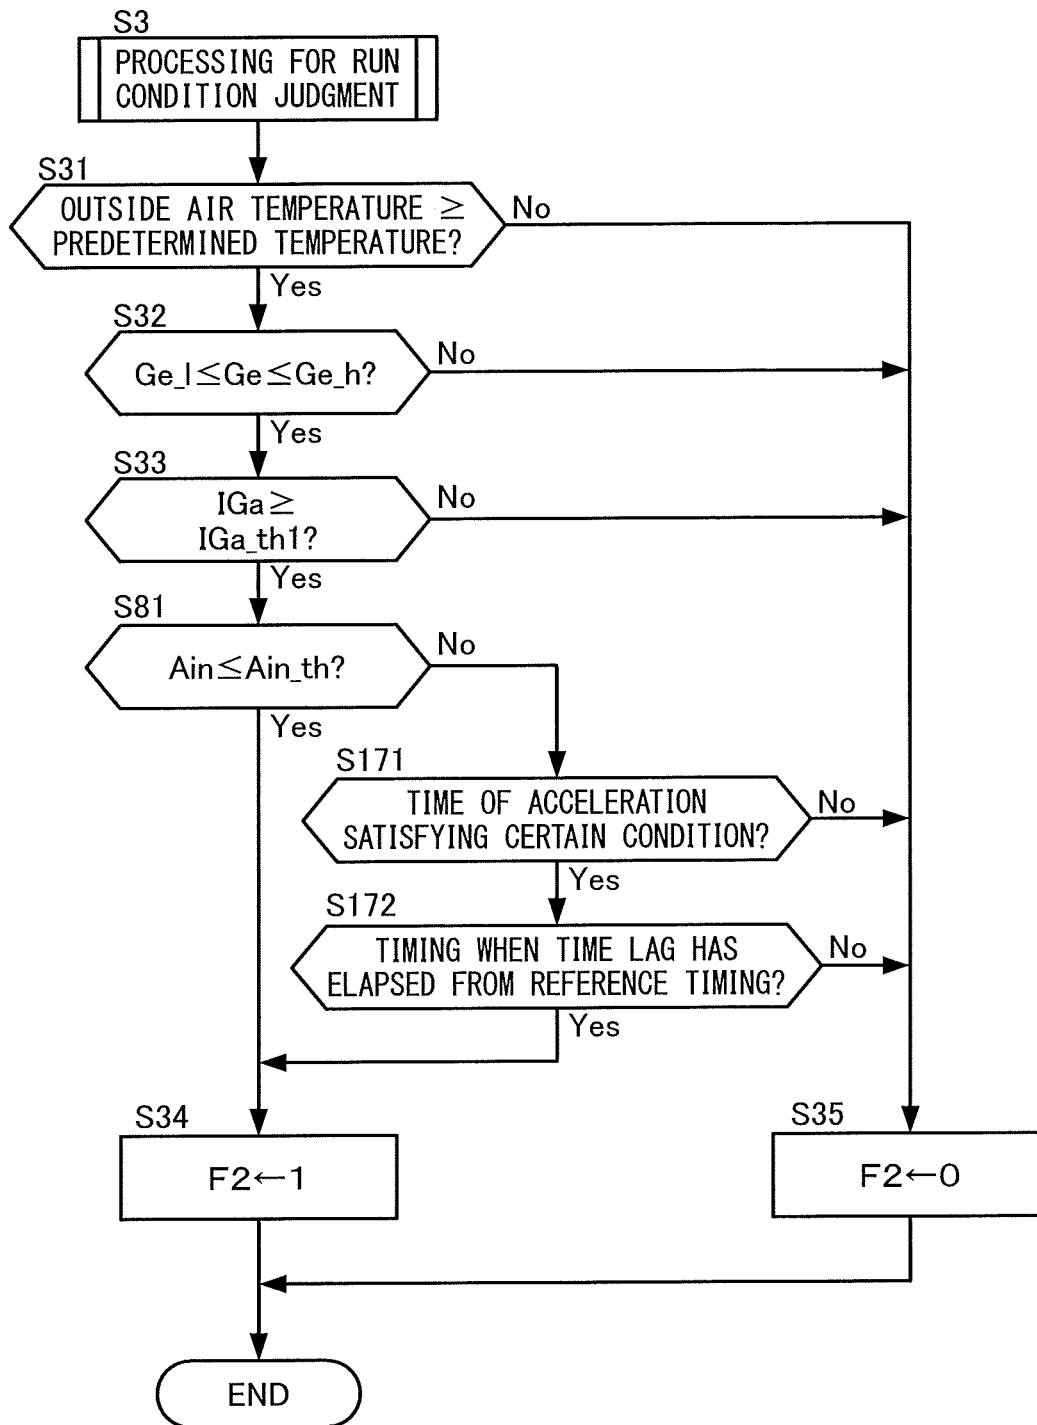 S3
PROCESSING FOR RUN
CONDITION JUDGMENT
S31
OUTSIDE AIR TEMPERATURE ≥
PREDETERMINED TEMPERATURE?
No
Yes
S32
Ge_l≤Ge≤Ge_h?
No
Yes
S33
IGa≥
IGa_th1?
No
Yes
S81
Ain≤Ain_th?
No
Yes
S171
TIME OF ACCELERATION
SATISFYING CERTAIN CONDITION?
No
Yes
S172
TIMING WHEN TIME LAG HAS
ELAPSED FROM REFERENCE TIMING?
No
Yes
S34
F2←1
S35
F2←0
END